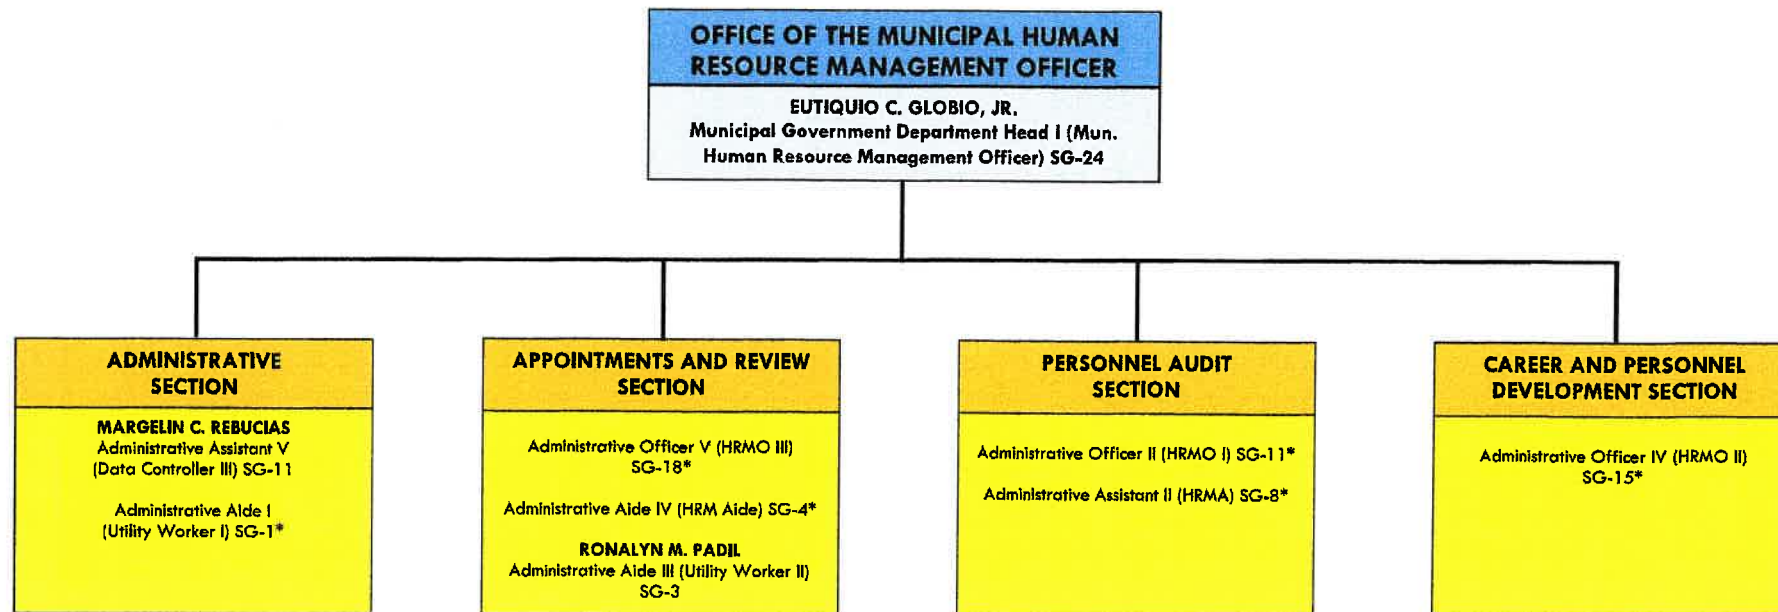 OFFICE OF THE MUNICIPAL HUMAN
RESOURCE MANAGEMENT OFFICER
EUTIQUIO C. GLOBIO, JR.
Municipal Government Department Head I (Mun.
Human Resource Management Officer) SG-24
ADMINISTRATIVE
SECTION
MARGELIN C. REBUCIAS
Administrative Assistant V
(Data Controller III) SG-11
Administrative Aide I
(Utility Worker I) SG-1*
APPOINTMENTS AND REVIEW
SECTION
Administrative Officer V (HRMO III)
SG-18*
Administrative Aide IV (HRM Aide) SG-4*
RONALYN M. PADIL
Administrative Aide III (Utility Worker II)
SG-3
PERSONNEL AUDIT
SECTION
Administrative Officer II (HRMO I) SG-11*
Administrative Assistant II (HRMA) SG-8*
CAREER AND PERSONNEL
DEVELOPMENT SECTION
Administrative Officer IV (HRMO II)
SG-15*